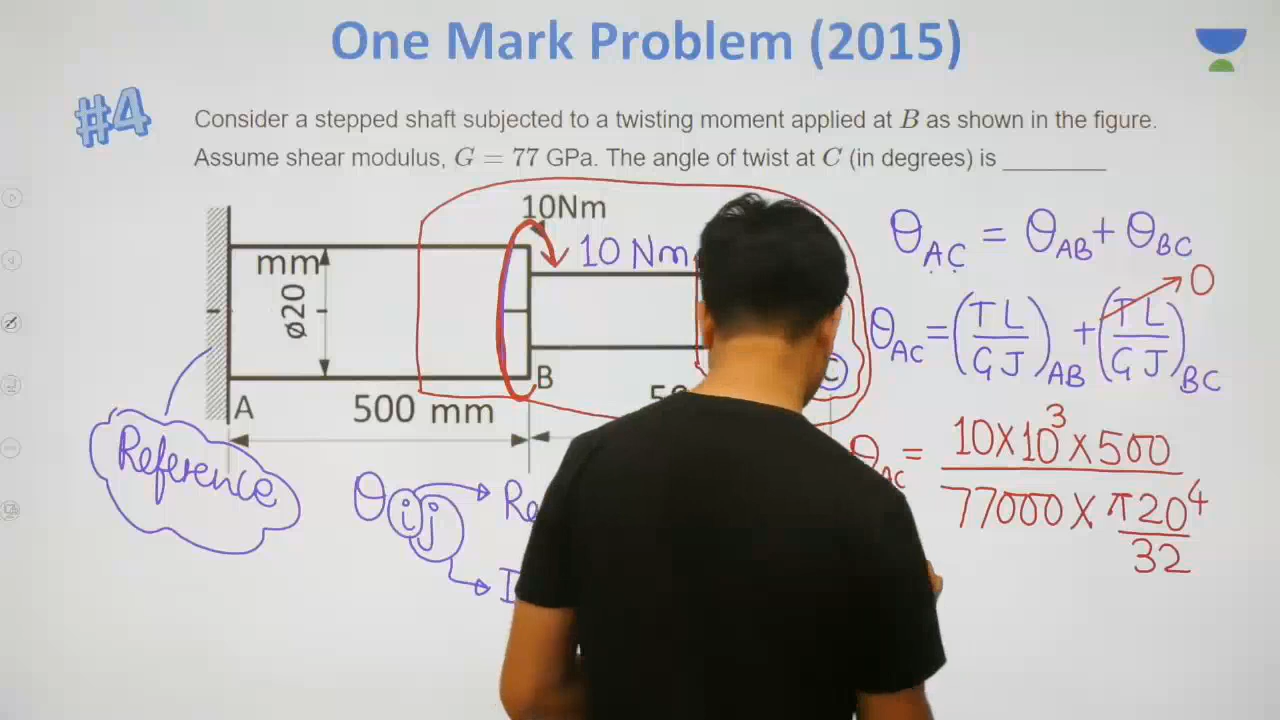 One Mark Problem (2015)
#4
Consider a stepped shaft subjected to a twisting moment applied at B as shown in the figure.
Assume shear modulus, G = 77 GPa. The angle of twist at C (in degrees) is ________
10Nm
10 Nm
mm
ø20
A
B
C
500 mm
Reference
θij
θAC = θAB + θBC
θAC = (TL/GJ)AB + (TL/GJ)BC → 0
θAC = 10×10³×500
77000 × π20⁴
32